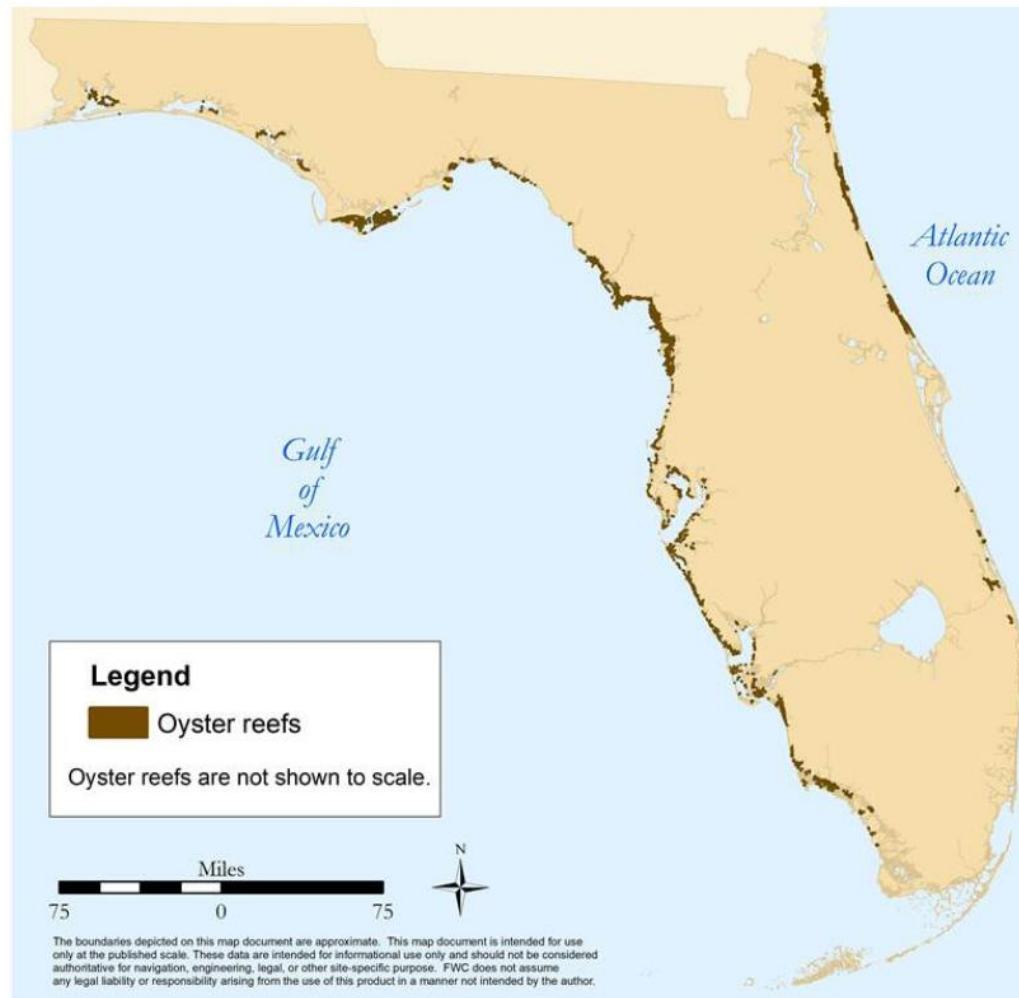 Atlantic
Ocean
Gulf
of
Mexico
Legend
Oyster reefs
Oyster reefs are not shown to scale.
Miles
75 0 75
N
The boundaries depicted on this map document are approximate. This map document is intended for use
only at the published scale. These data are intended for informational use only and should not be considered
authoritative for navigation, engineering, legal, or other site-specific purpose. FWC does not assume
any legal liability or responsibility arising from the use of this product in a manner not intended by the author.